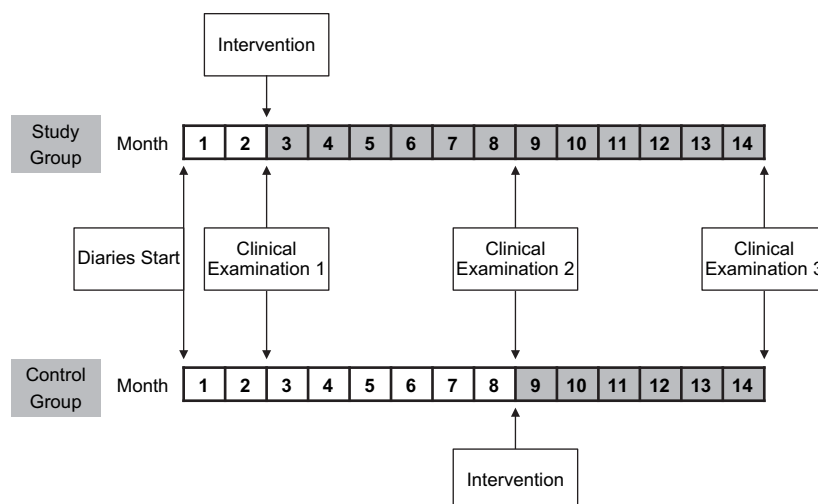 Intervention
Study
Group
Month
1 2 3 4 5 6 7 8 9 10 11 12 13 14
Diaries Start
Clinical
Examination 1
Clinical
Examination 2
Clinical
Examination 3
Control
Group
Month
1 2 3 4 5 6 7 8 9 10 11 12 13 14
Intervention